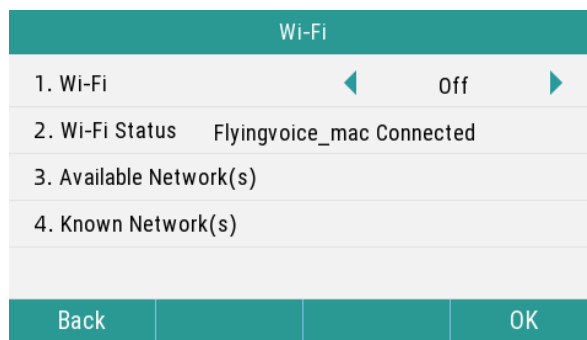 Wi-Fi
1. Wi-Fi Off
2. Wi-Fi Status Flyingvoice_mac Connected
3. Available Network(s)
4. Known Network(s)
Back OK